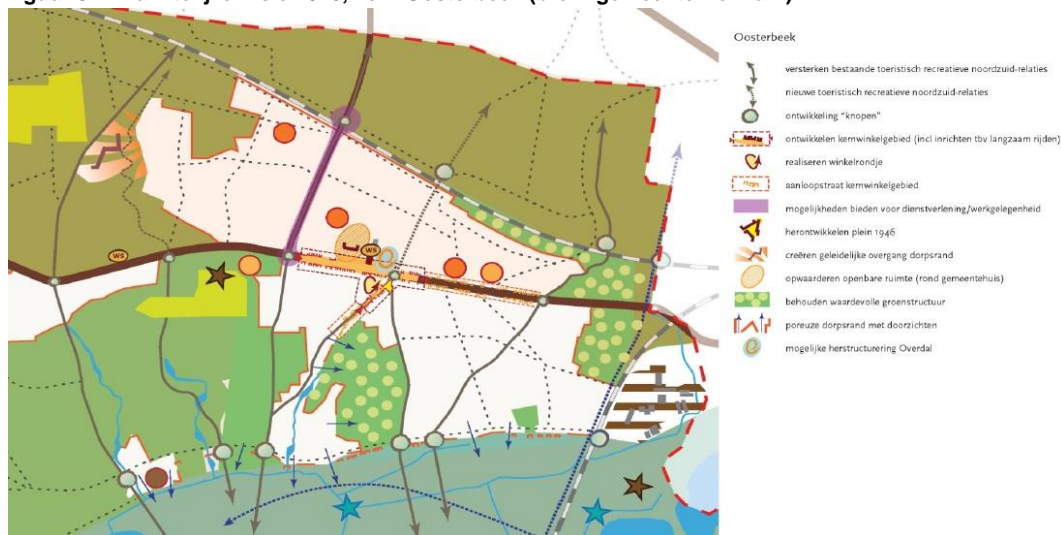 Oosterbeek
versterken bestaande toeristisch recreatieve noordzuid-relaties
nieuwe toeristisch recreatieve noordzuid-relaties
ontwikkeling "knopen"
ontwikkelen kernwinkelgebied (incl inrichten tbv langzaam rijden)
realiseren winkelrondje
aanloopstraat kernwinkelgebied
mogelijkheden bieden voor dienstverlening/werkgelegenheid
herontwikkelen plein 1946
creëren geleidelijke overgang dorpsrand
opwaarderen openbare ruimte (rond gemeentehuis)
behouden waardevolle groenstructuur
poreuze dorpsrand met doorzichten
mogelijke herstructurering Overdal
WS
WS